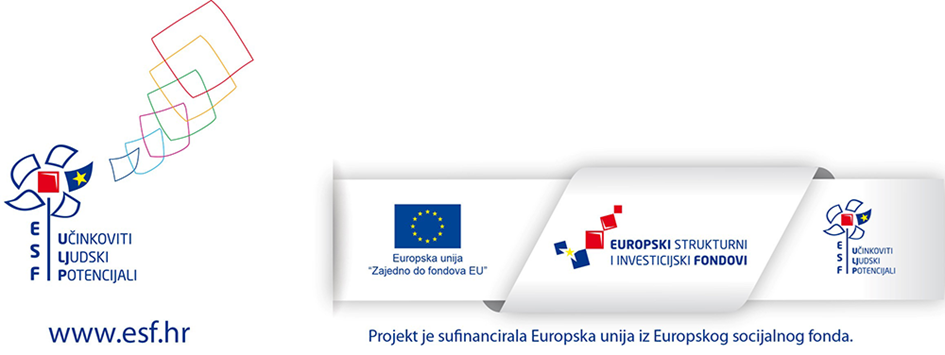 ESF
UČINKOVITI
LJUDSKI
POTENCIJALI
www.esf.hr
Europska unija
“Zajedno do fondova EU”
EUROPSKI STRUKTURNI
I INVESTICIJSKI FONDOVI
ESF
UČINKOVITI
LJUDSKI
POTENCIJALI
Projekt je sufinancirala Europska unija iz Europskog socijalnog fonda.